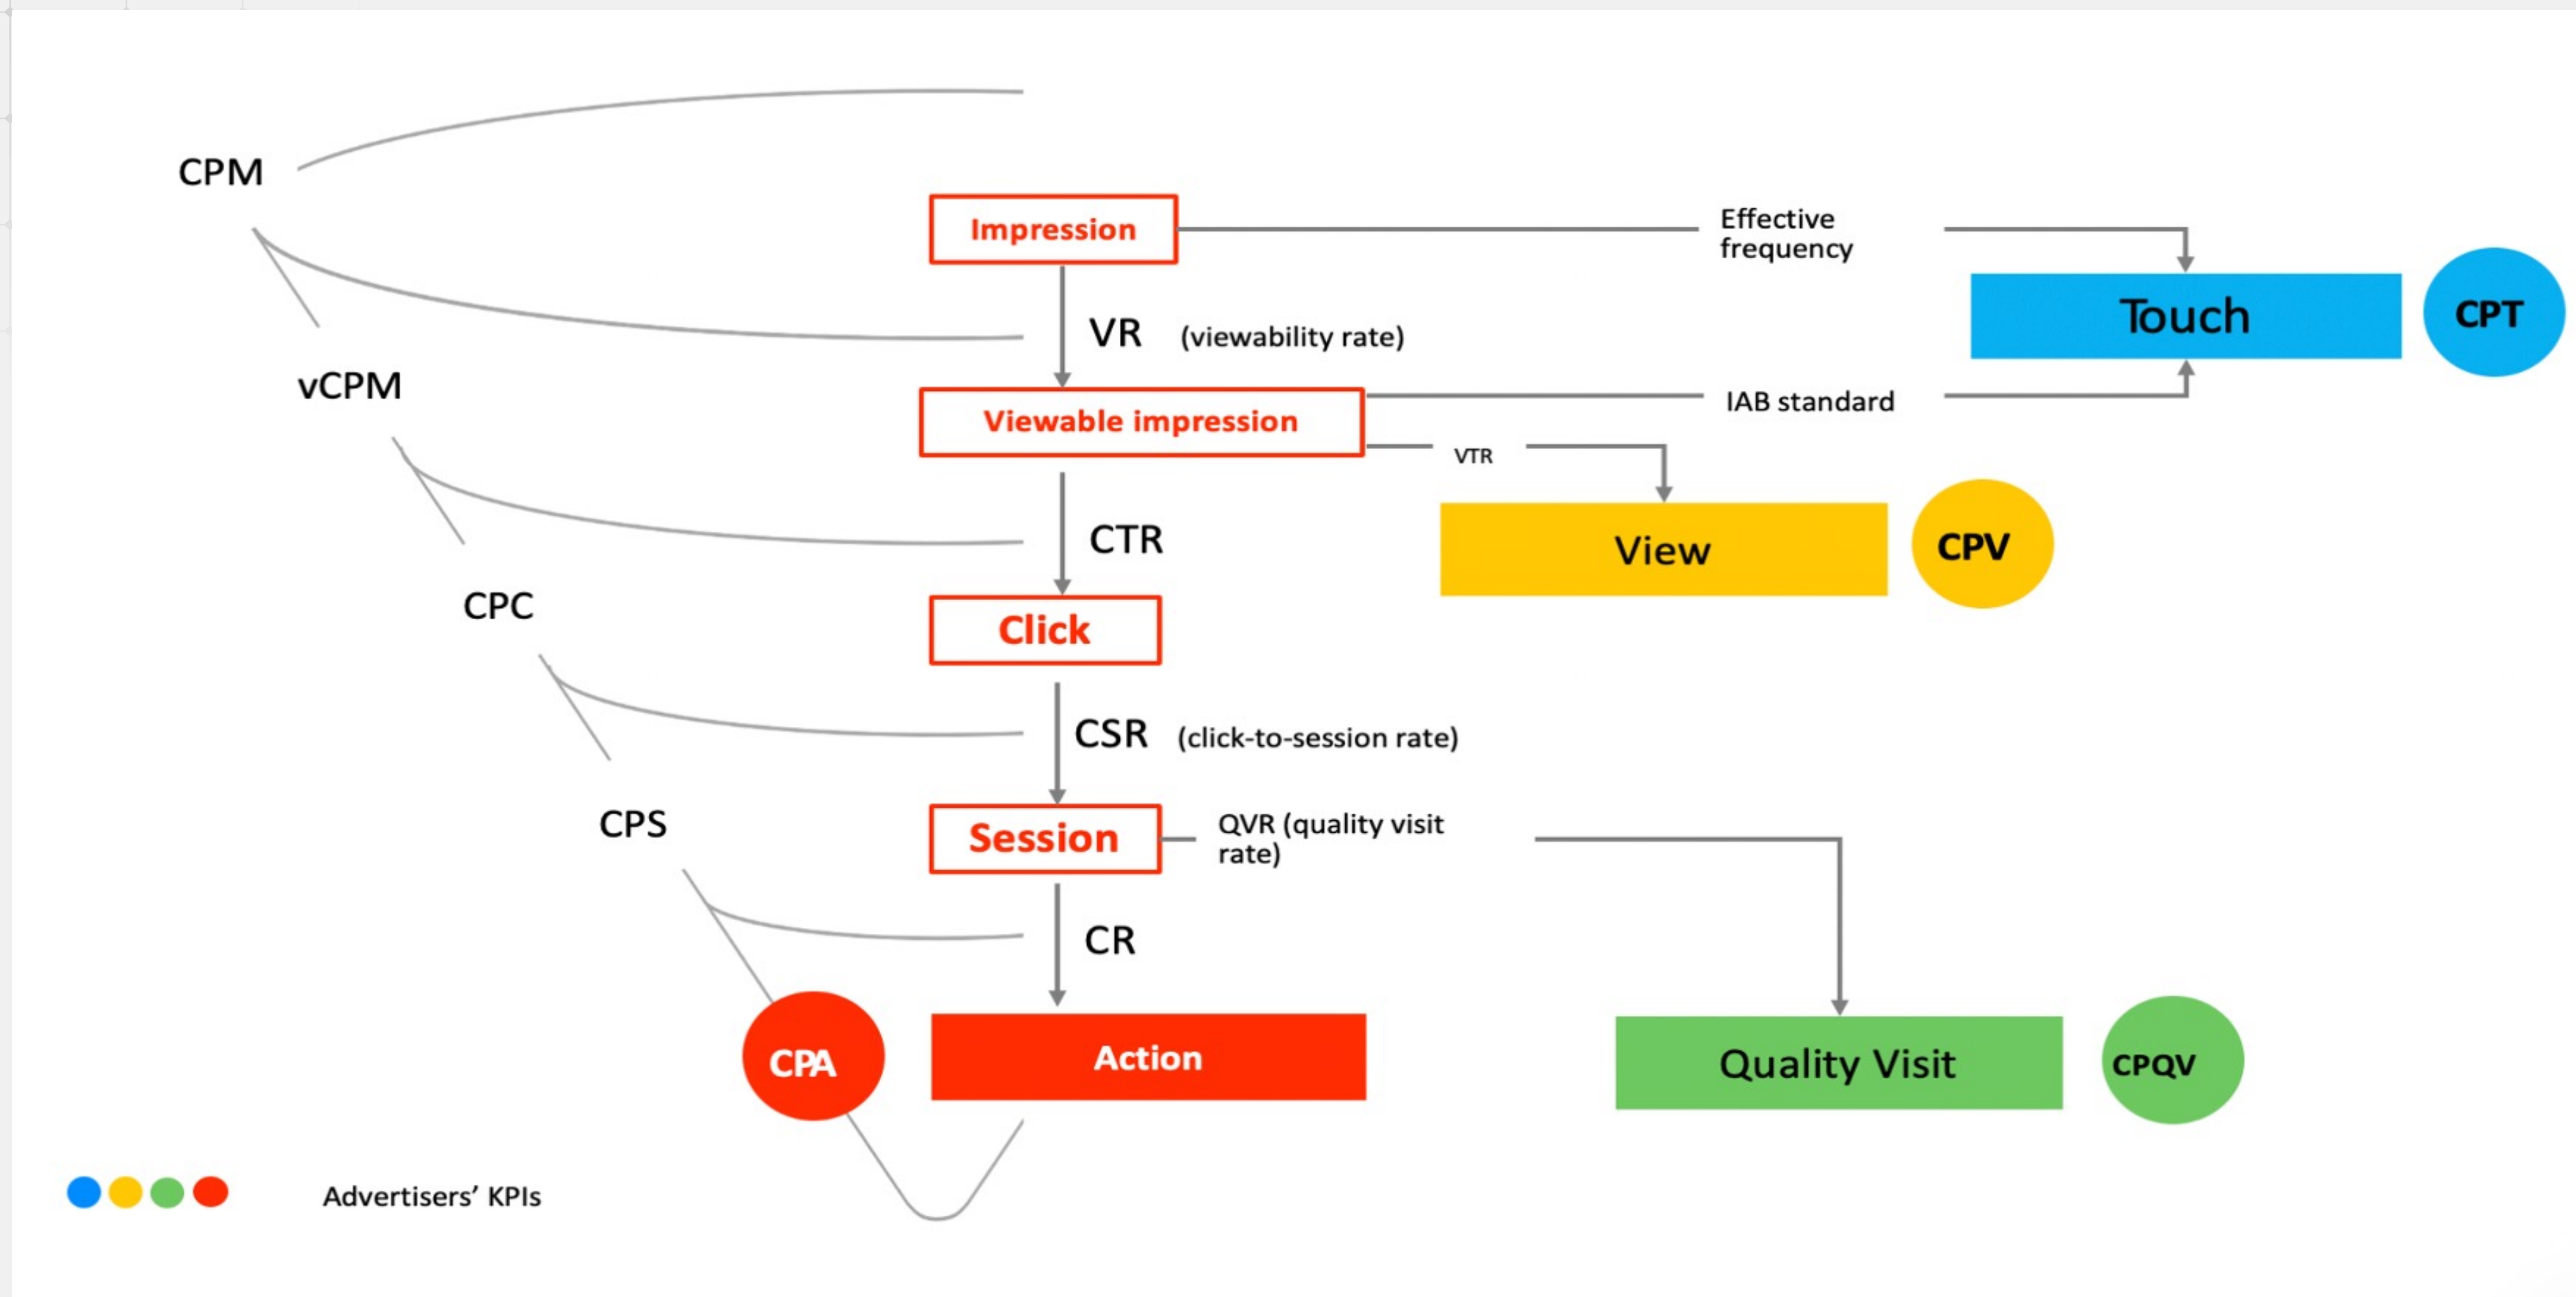 CPM
Impression
Effective
frequency
Touch
CPT
VR (viewability rate)
vCPM
Viewable impression
IAB standard
VTR
View
CPV
CTR
CPC
Click
CSR (click-to-session rate)
CPS
Session
QVR (quality visit
rate)
CR
CPA
Action
Quality Visit
CPQV
Advertisers’ KPIs